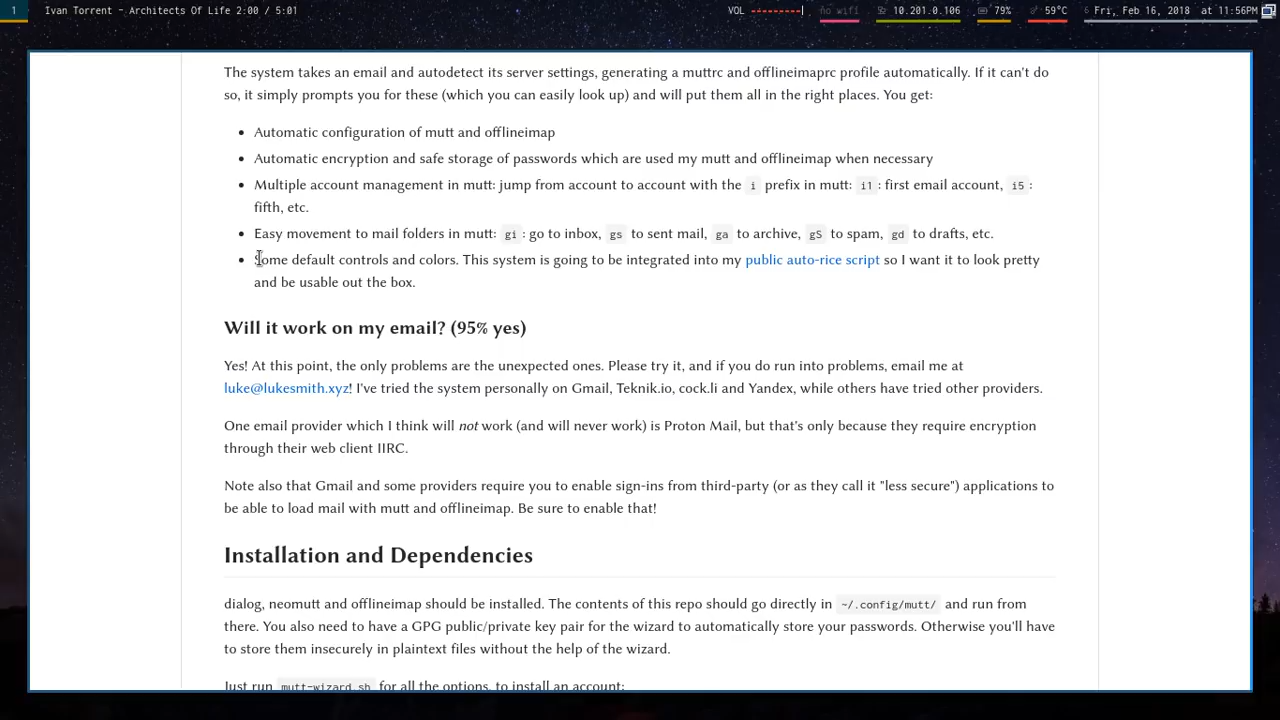 1 Ivan Torrent - Architects Of Life 2:00 / 5:01 VOL no wifi 10.201.0.106 79% 59°C Fri, Feb 16, 2018 at 11:56PM
The system takes an email and autodetect its server settings, generating a muttrc and offlineimaprc profile automatically. If it can't do
so, it simply prompts you for these (which you can easily look up) and will put them all in the right places. You get:
• Automatic configuration of mutt and offlineimap
• Automatic encryption and safe storage of passwords which are used my mutt and offlineimap when necessary
• Multiple account management in mutt: jump from account to account with the i prefix in mutt: i1 : first email account, i5 :
fifth, etc.
• Easy movement to mail folders in mutt: gi : go to inbox, gs to sent mail, ga to archive, gS to spam, gd to drafts, etc.
• Some default controls and colors. This system is going to be integrated into my public auto-rice script so I want it to look pretty
and be usable out the box.
Will it work on my email? (95% yes)
Yes! At this point, the only problems are the unexpected ones. Please try it, and if you do run into problems, email me at
luke@lukesmith.xyz! I've tried the system personally on Gmail, Teknik.io, cock.li and Yandex, while others have tried other providers.
One email provider which I think will not work (and will never work) is Proton Mail, but that's only because they require encryption
through their web client IIRC.
Note also that Gmail and some providers require you to enable sign-ins from third-party (or as they call it "less secure") applications to
be able to load mail with mutt and offlineimap. Be sure to enable that!
Installation and Dependencies
dialog, neomutt and offlineimap should be installed. The contents of this repo should go directly in ~/.config/mutt/ and run from
there. You also need to have a GPG public/private key pair for the wizard to automatically store your passwords. Otherwise you'll have
to store them insecurely in plaintext files without the help of the wizard.
Just run mutt-wizard.sh for all the options, to install an account: